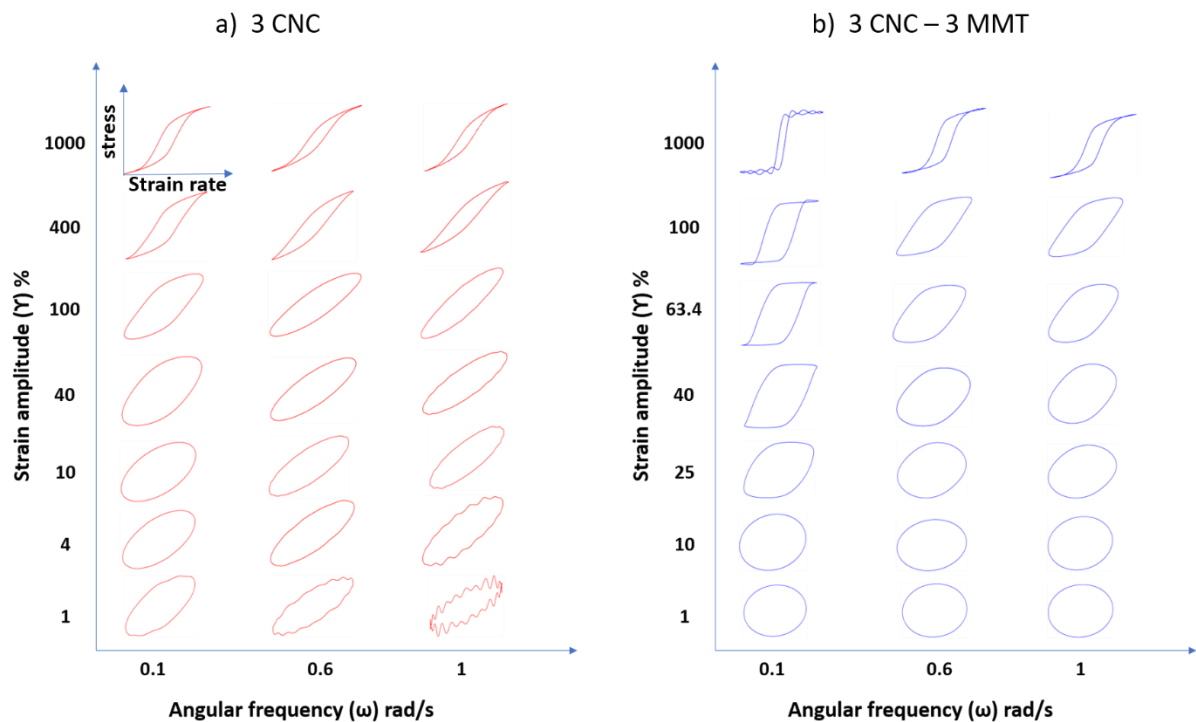 a) 3 CNC
b) 3 CNC – 3 MMT
stress
Strain rate
Strain amplitude (ϒ) %
1000
400
100
40
10
4
1
0.1
0.6
1
Angular frequency (ω) rad/s
Strain amplitude (ϒ) %
1000
100
63.4
40
25
10
1
0.1
0.6
1
Angular frequency (ω) rad/s